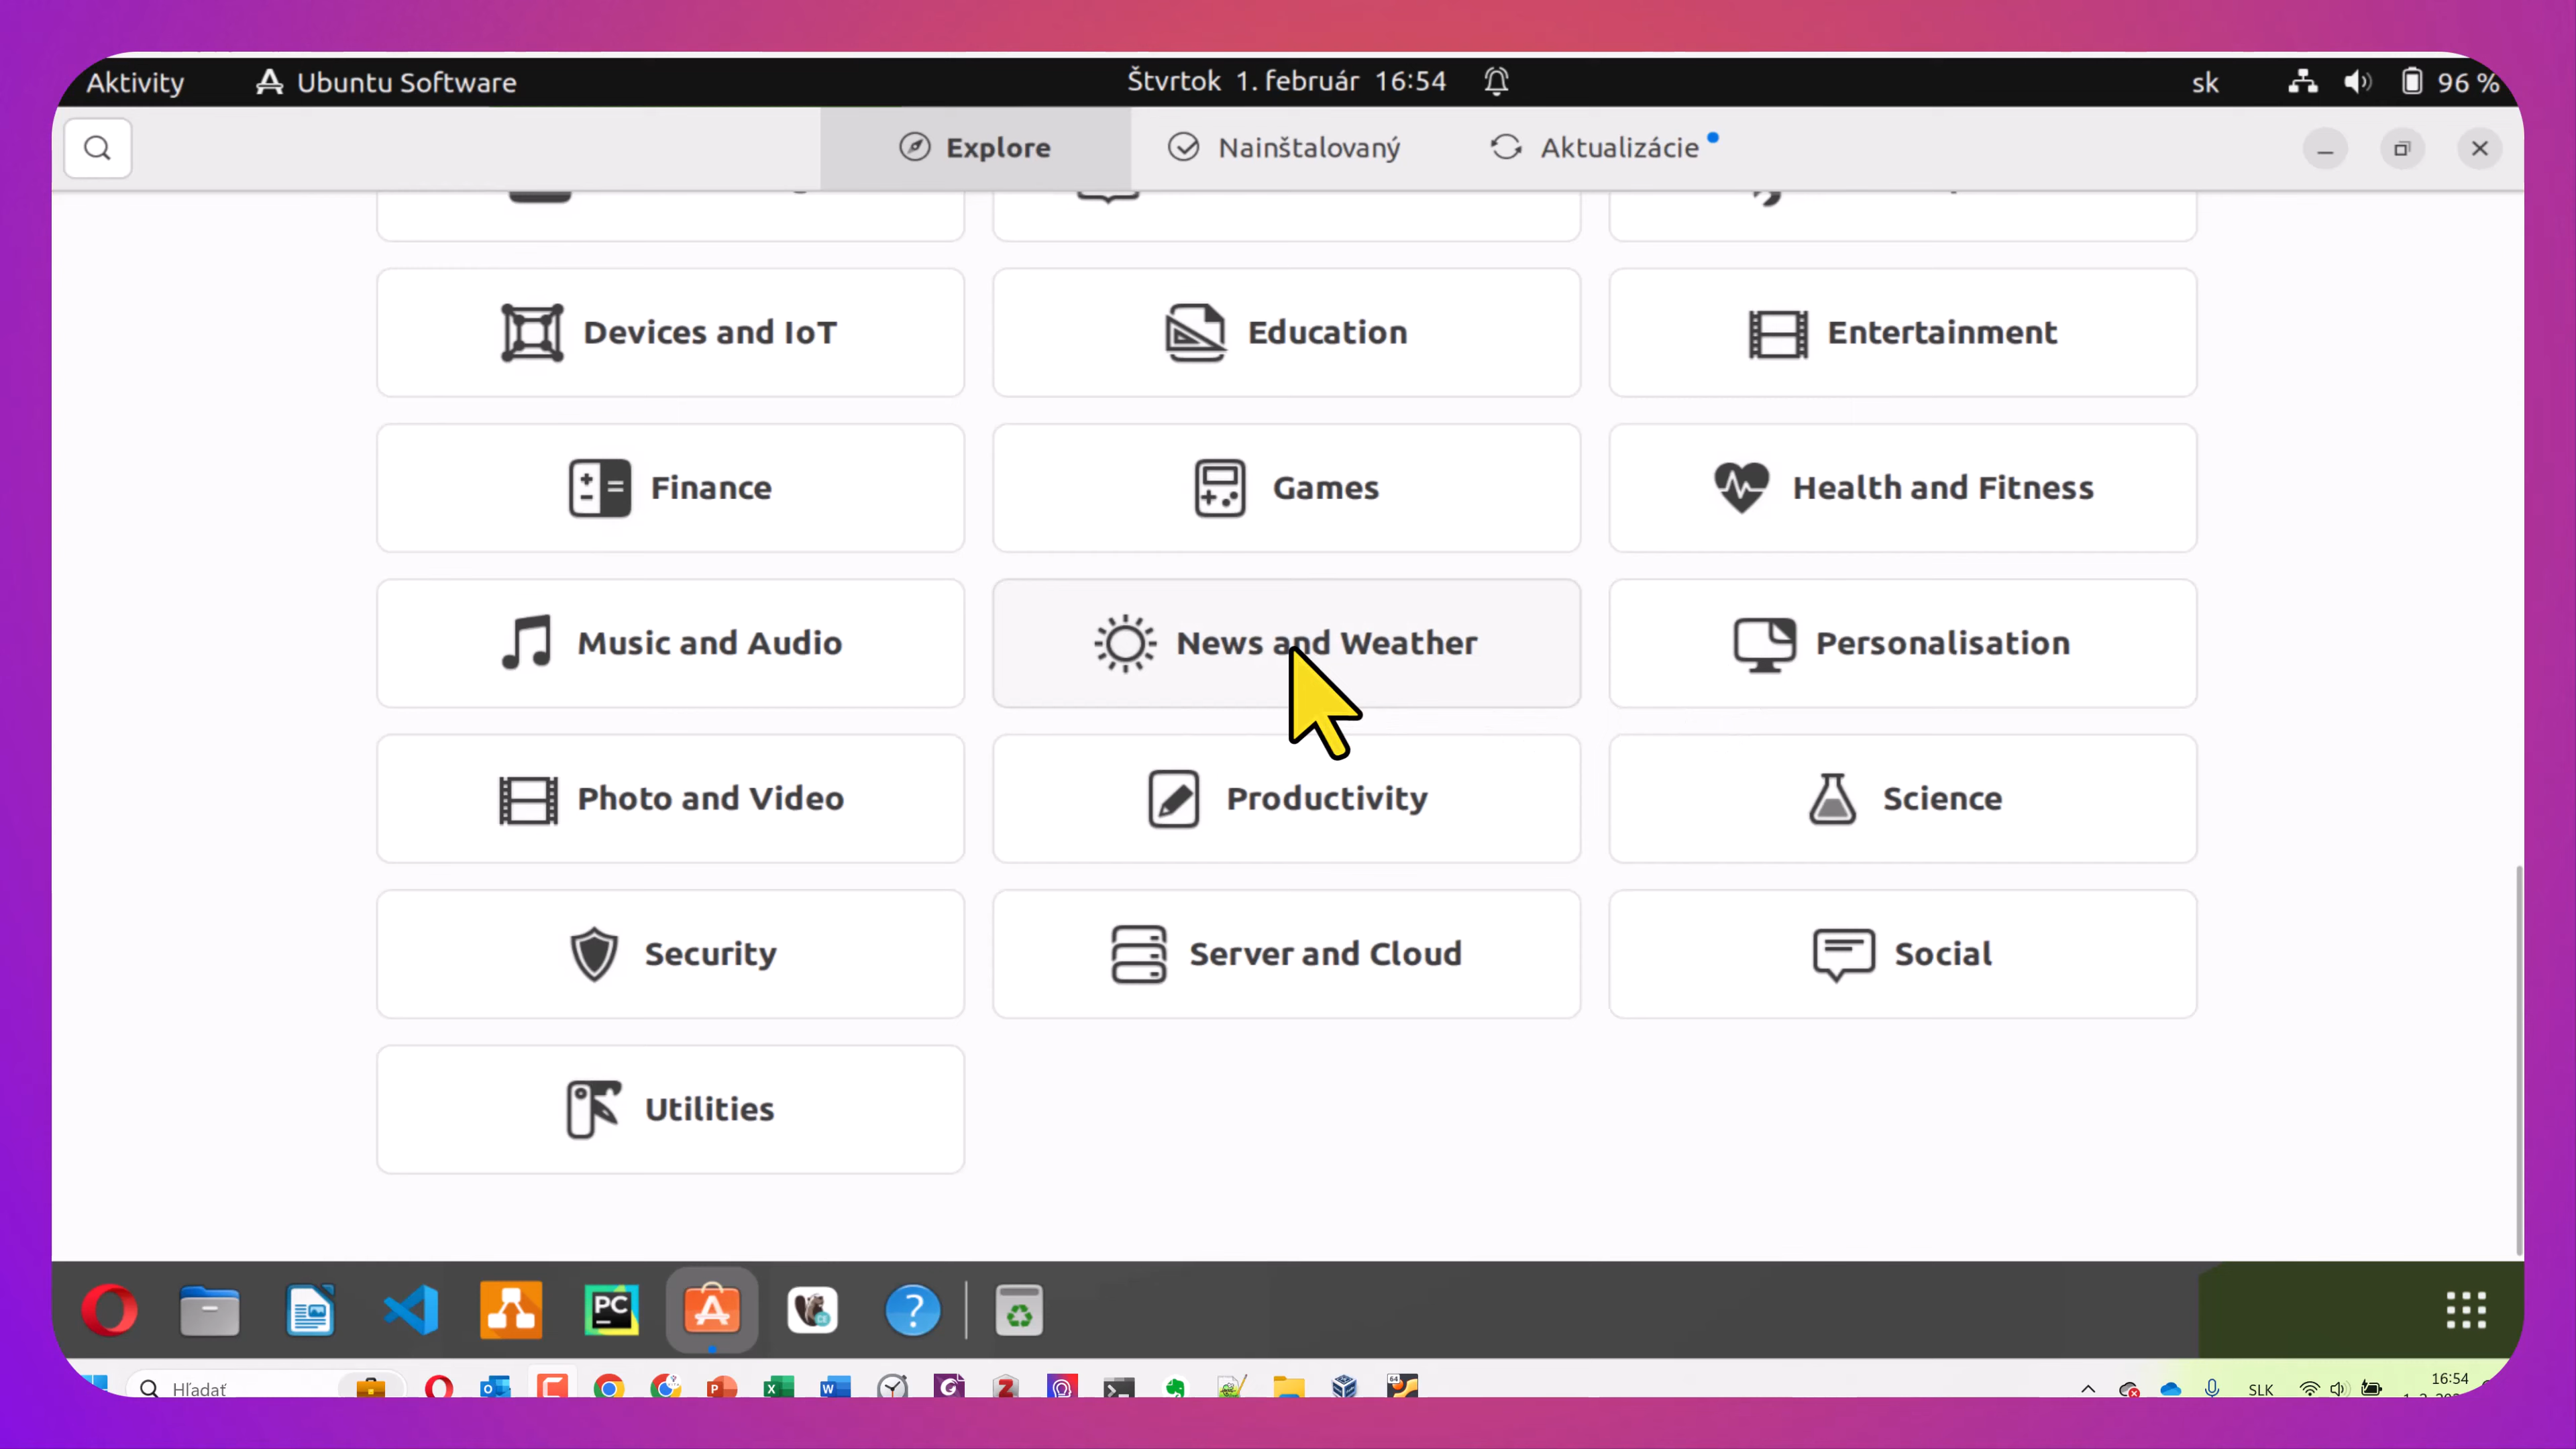 Aktivity
Ubuntu Software
Štvrtok 1. február 16:54
sk
96 %
Explore
Nainštalovaný
Aktualizácie
Devices and IoT
Education
Entertainment
Finance
Games
Health and Fitness
Music and Audio
News and Weather
Personalisation
Photo and Video
Productivity
Science
Security
Server and Cloud
Social
Utilities
PC
?
Hľadať
SLK
16:54